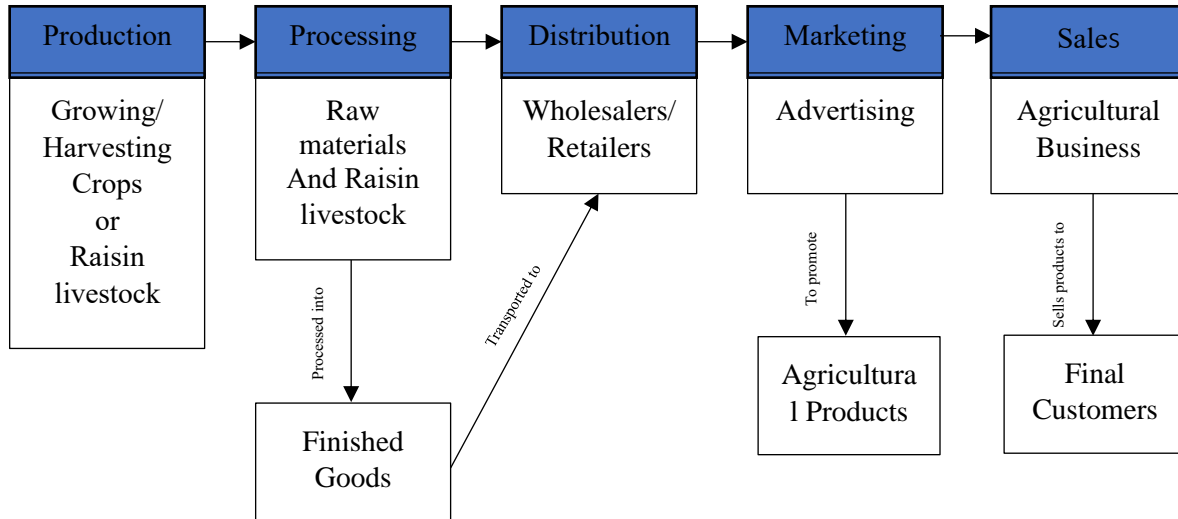 Production
Growing/
Harvesting
Crops
or
Raisin
livestock
Processing
Raw
materials
And Raisin
livestock
Processed into
Finished
Goods
Transported to
Distribution
Wholesalers/
Retailers
Marketing
Advertising
To promote
Agricultura
l Products
Sales
Agricultural
Business
Sells products to
Final
Customers